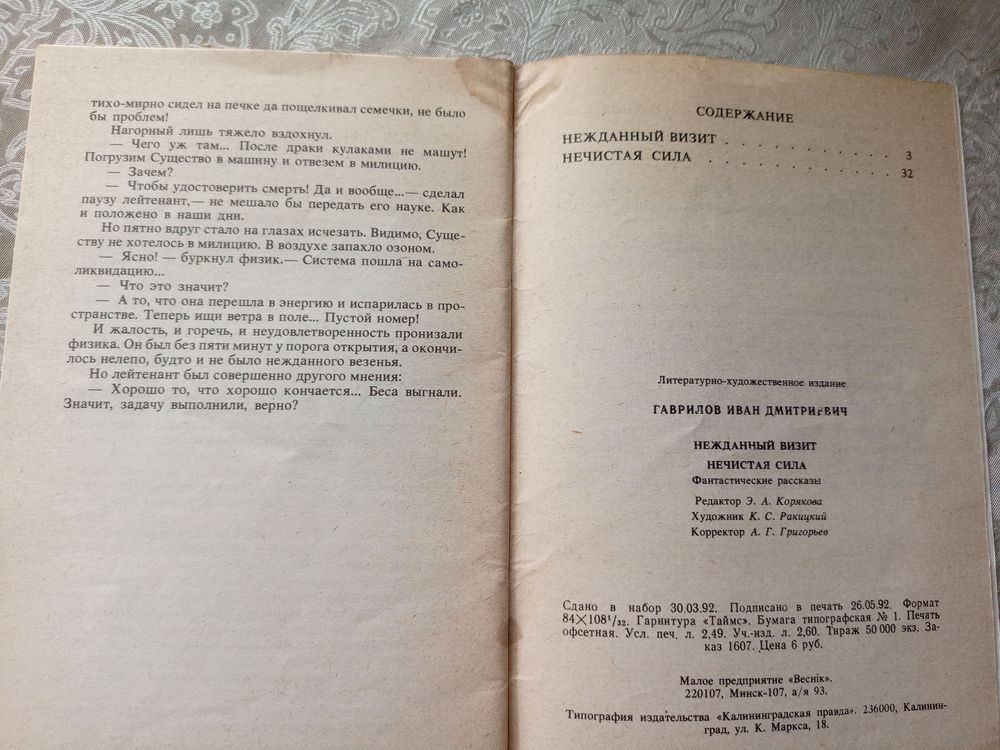 тихо-мирно сидел на печке да пощелкивал семечки, не было
бы проблем!
Нагорный лишь тяжело вздохнул.
— Чего уж там... После драки кулаками не машут!
Погрузим Существо в машину и отвезем в милицию.
— Зачем?
— Чтобы удостоверить смерть! Да и вообще...— сделал
паузу лейтенант,— не мешало бы передать его науке. Как
и положено в наши дни.
Но пятно вдруг стало на глазах исчезать. Видимо, Суще-
ству не хотелось в милицию. В воздухе запахло озоном.
— Ясно! — буркнул физик.— Система пошла на само-
ликвидацию...
— Что это значит?
— А то, что она перешла в энергию и испарилась в про-
странстве. Теперь ищи ветра в поле... Пустой номер!
И жалость, и горечь, и неудовлетворенность пронизали
физика. Он был без пяти минут у порога открытия, а окончи-
лось нелепо, будто и не было нежданного везенья.
Но лейтенант был совершенно другого мнения:
— Хорошо то, что хорошо кончается... Беса выгнали.
Значит, задачу выполнили, верно?
СОДЕРЖАНИЕ
НЕЖДАННЫЙ ВИЗИТ . . . . . . . . . . 3
НЕЧИСТАЯ СИЛА . . . . . . . . . . . 32
Литературно-художественное издание
ГАВРИЛОВ ИВАН ДМИТРИЕВИЧ
НЕЖДАННЫЙ ВИЗИТ
НЕЧИСТАЯ СИЛА
Фантастические рассказы
Редактор Э. А. Корякова
Художник К. С. Ракицкий
Корректор А. Г. Григорьев
Сдано в набор 30.03.92. Подписано в печать 26.05.92. Формат
84×108¹/₃₂. Гарнитура «Таймс». Бумага типографская № 1. Печать
офсетная. Усл. печ. л. 2,49. Уч.-изд. л. 2,60. Тираж 50 000 экз. За-
каз 1607. Цена 6 руб.
Малое предприятие «Веснік».
220107, Минск-107, а/я 93.
Типография издательства «Калининградская правда». 236000, Калинин-
град, ул. К. Маркса, 18.